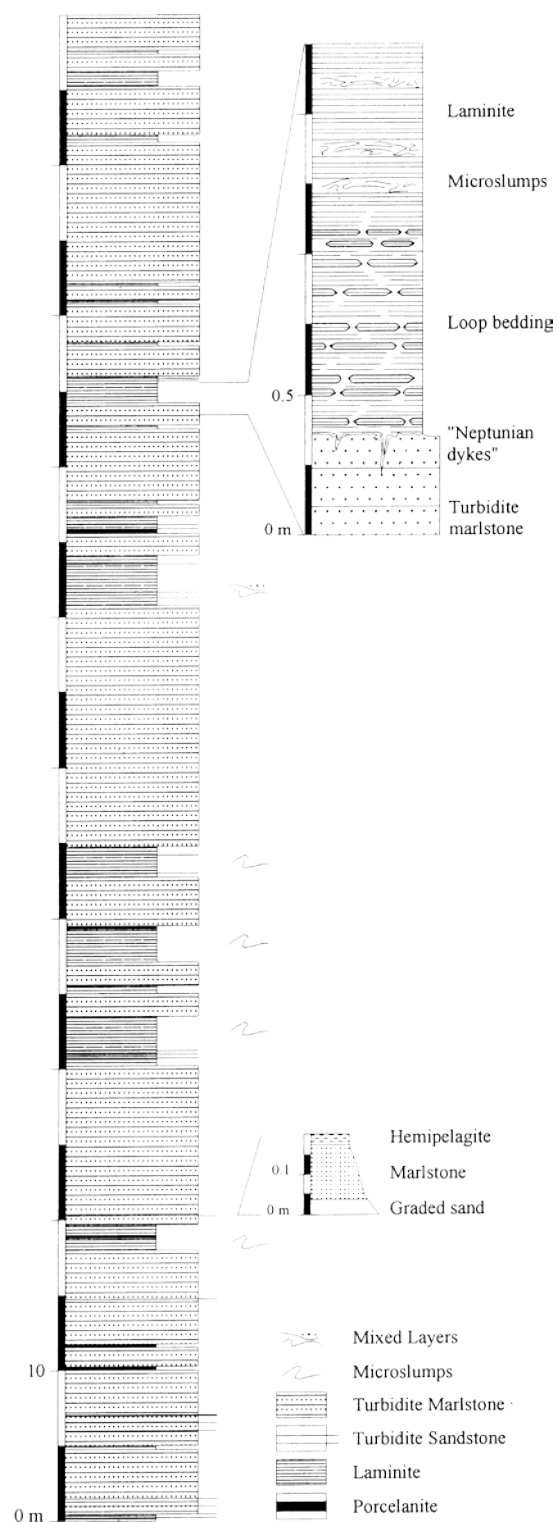 Laminite
Microslumps
Loop bedding
0.5
"Neptunian
dykes"
Turbidite
marlstone
0 m
Hemipelagite
0.1
Marlstone
0 m
Graded sand
Mixed Layers
Microslumps
10
Turbidite Marlstone
Turbidite Sandstone
Laminite
Porcelanite
0 m